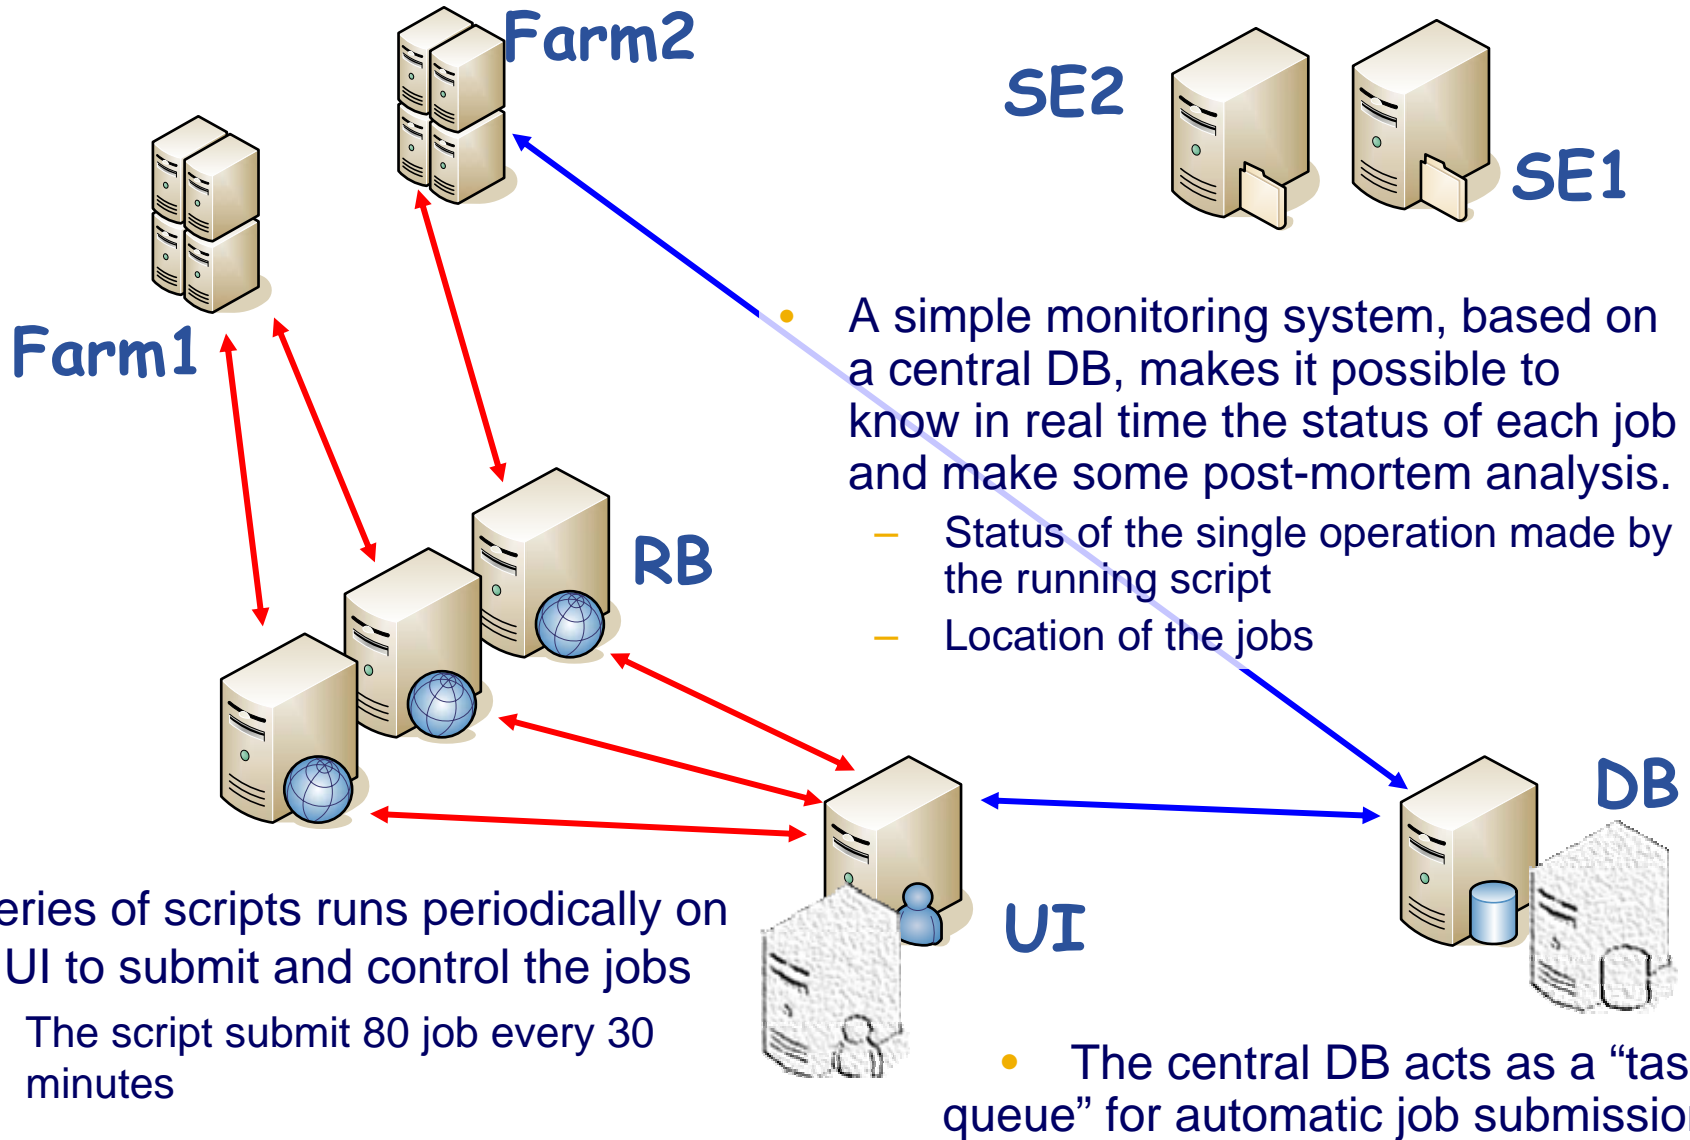 Farm2
SE2
SE1
Farm1
A simple monitoring system, based on
a central DB, makes it possible to
know in real time the status of each job
and make some post-mortem analysis.
– Status of the single operation made by
the running script
– Location of the jobs
RB
DB
UI
eries of scripts runs periodically on
UI to submit and control the jobs
The script submit 80 job every 30
minutes
• The central DB acts as a “tas
queue” for automatic job submission